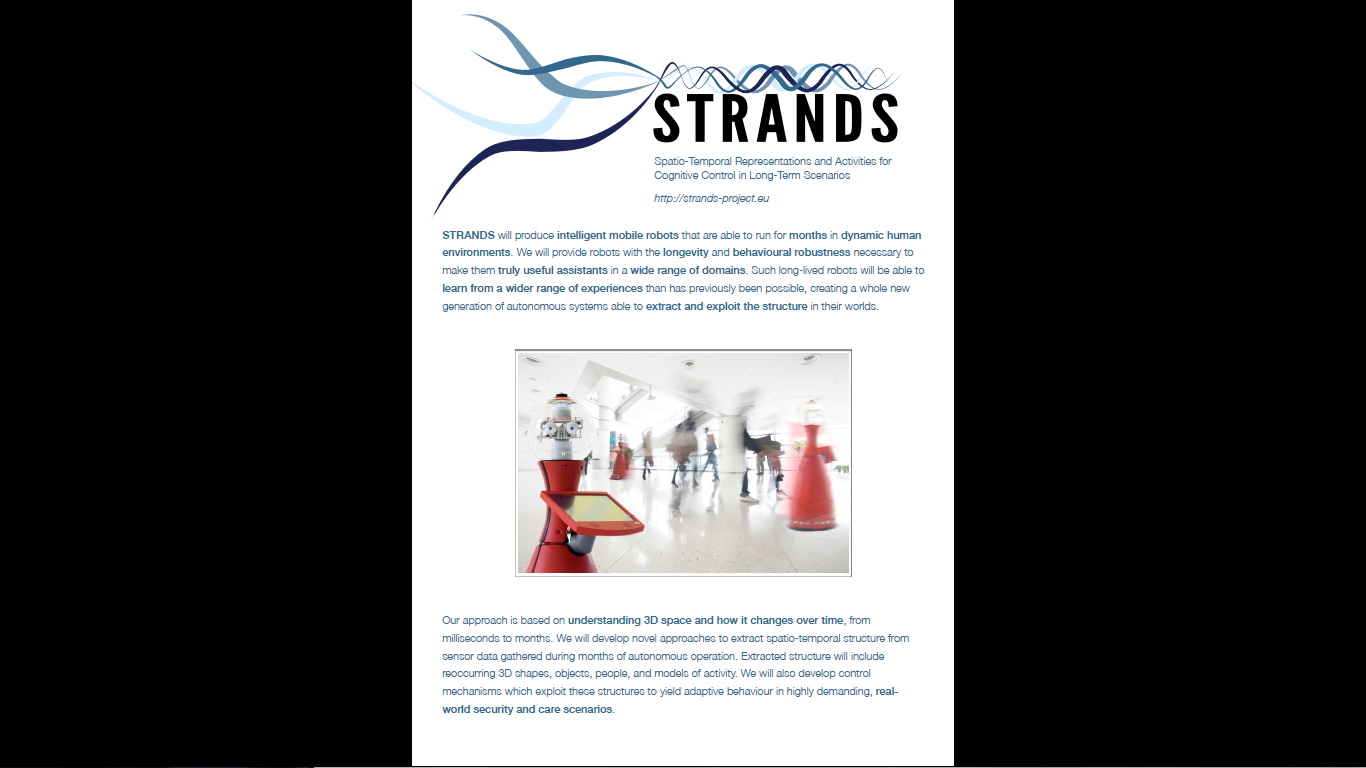 STRANDS
Spatio-Temporal Representations and Activities for
Cognitive Control in Long-Term Scenarios
http://strands-project.eu
STRANDS will produce intelligent mobile robots that are able to run for months in dynamic human
environments. We will provide robots with the longevity and behavioural robustness necessary to
make them truly useful assistants in a wide range of domains. Such long-lived robots will be able to
learn from a wider range of experiences than has previously been possible, creating a whole new
generation of autonomous systems able to extract and exploit the structure in their worlds.
Our approach is based on understanding 3D space and how it changes over time, from
milliseconds to months. We will develop novel approaches to extract spatio-temporal structure from
sensor data gathered during months of autonomous operation. Extracted structure will include
reoccurring 3D shapes, objects, people, and models of activity. We will also develop control
mechanisms which exploit these structures to yield adaptive behaviour in highly demanding, real-
world security and care scenarios.